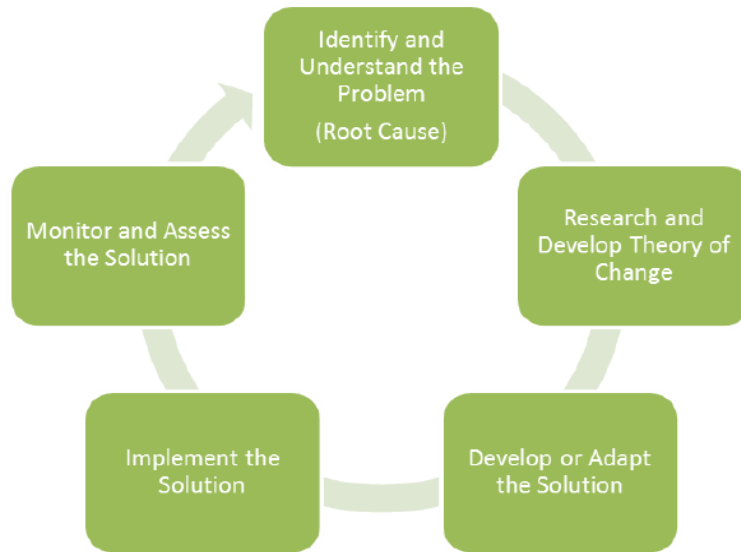 Identify and
Understand the
Problem
(Root Cause)
Research and
Develop Theory of
Change
Develop or Adapt
the Solution
Implement the
Solution
Monitor and Assess
the Solution